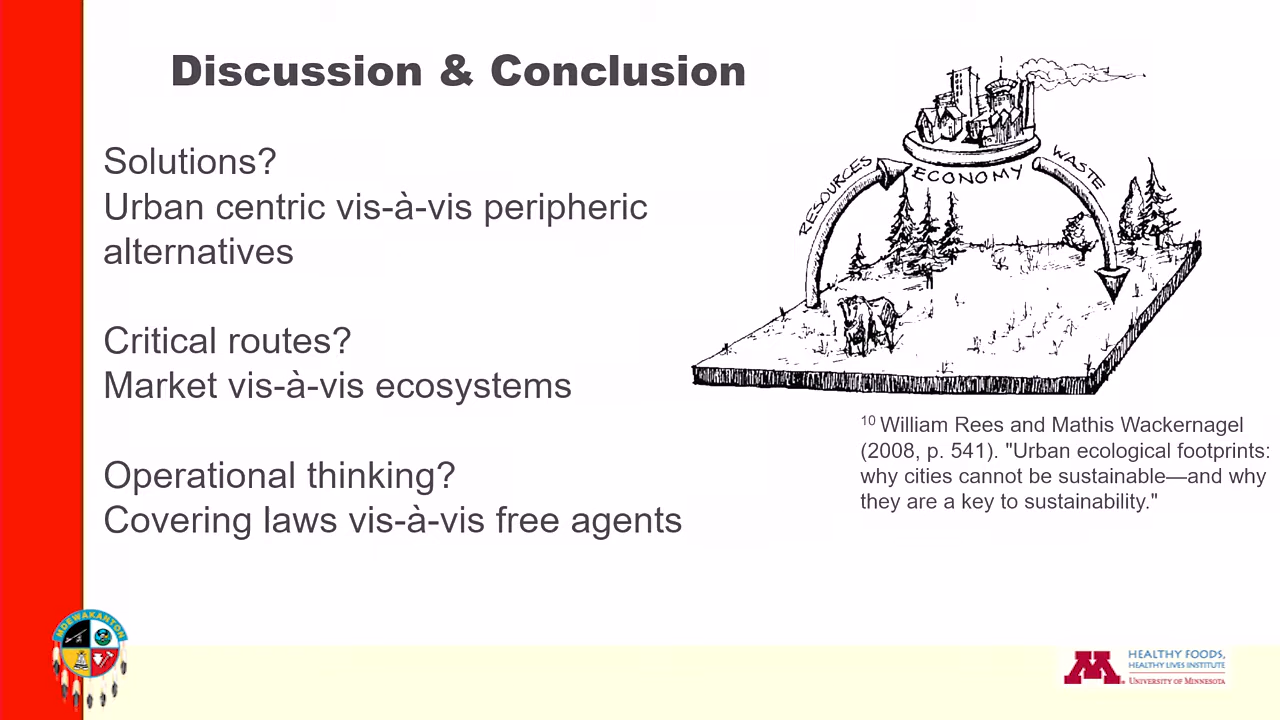 Discussion & Conclusion
Solutions?
Urban centric vis-à-vis peripheric
alternatives
Critical routes?
Market vis-à-vis ecosystems
Operational thinking?
Covering laws vis-à-vis free agents
RESOURCES
ECONOMY
WASTE
10 William Rees and Mathis Wackernagel
(2008, p. 541). "Urban ecological footprints:
why cities cannot be sustainable—and why
they are a key to sustainability."
MDEWAKANTON
M
HEALTHY FOODS,
HEALTHY LIVES INSTITUTE
UNIVERSITY OF MINNESOTA